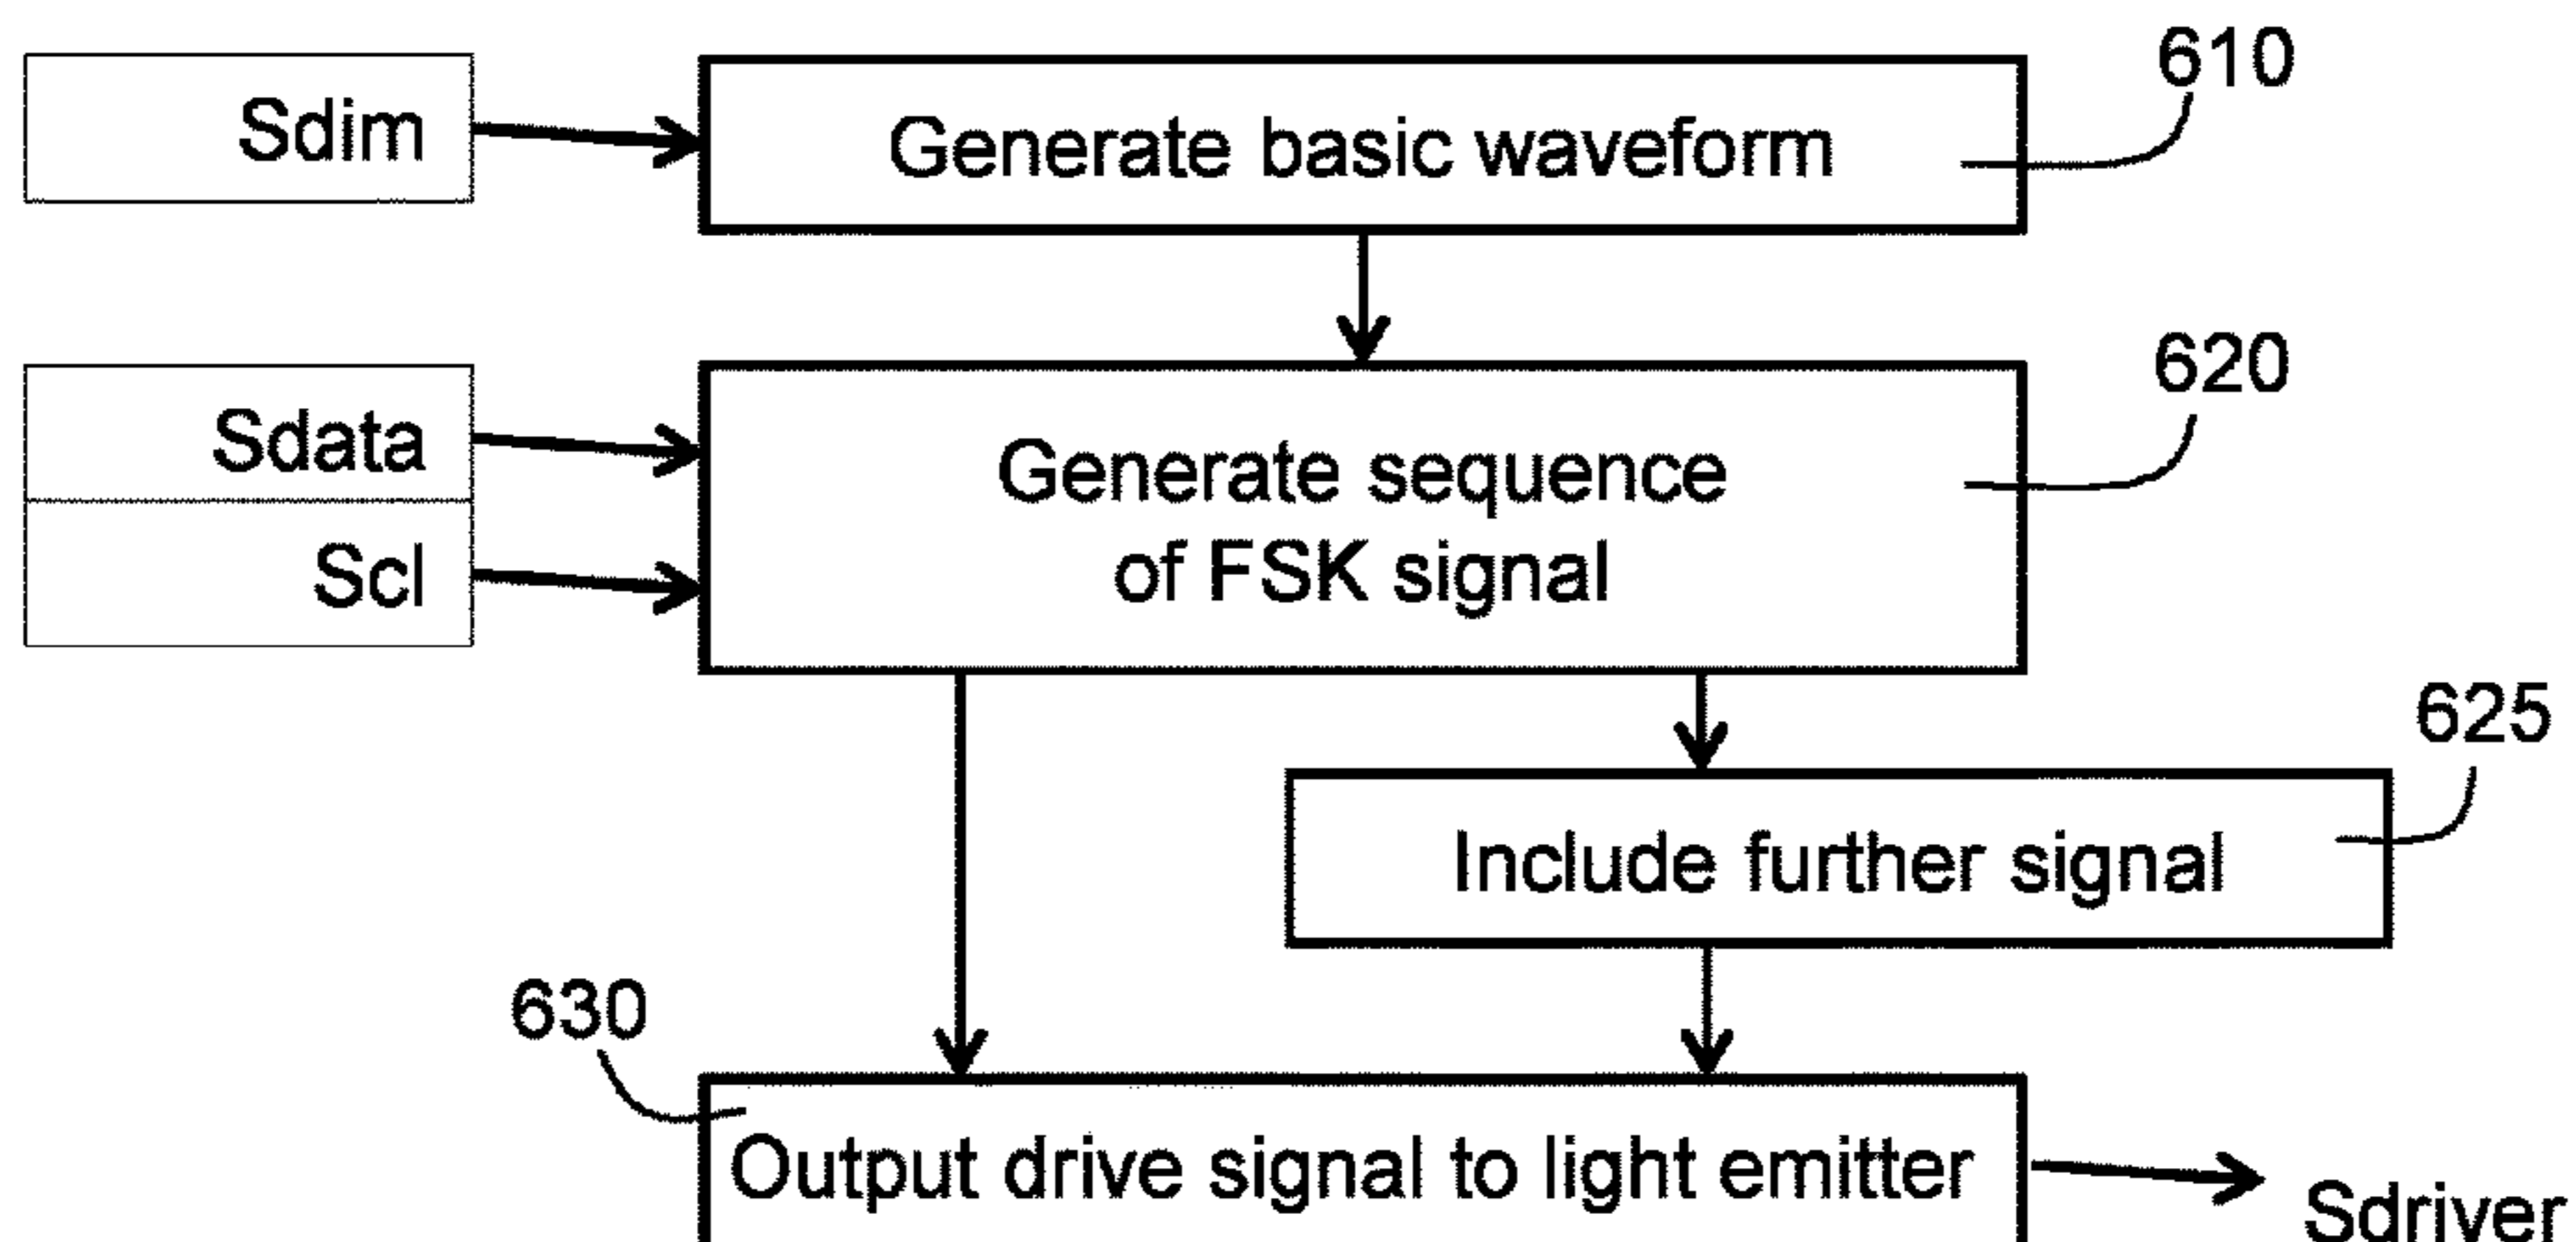 610
Sdim
Generate basic waveform
620
Sdata
Generate sequence
Scl
of FSK signal
625
Include further signal
630
Output drive signal to light emitter
Sdriver